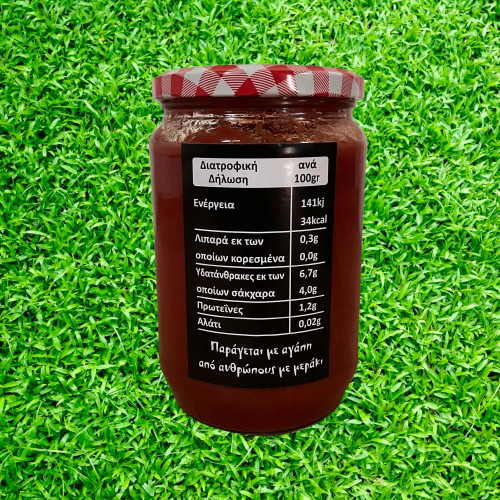 Διατροφική ανά
Δήλωση 100gr
Ενέργεια 141kj
34kcal
Λιπαρά εκ των 0,3g
οποίων κορεσμένα 0,0g
Υδατάνθρακες εκ των 6,7g
οποίων σάκχαρα 4,0g
Πρωτεΐνες 1,2g
Αλάτι 0,02g
Παράγεται με αγάπη
από ανθρώπους με μεράκι